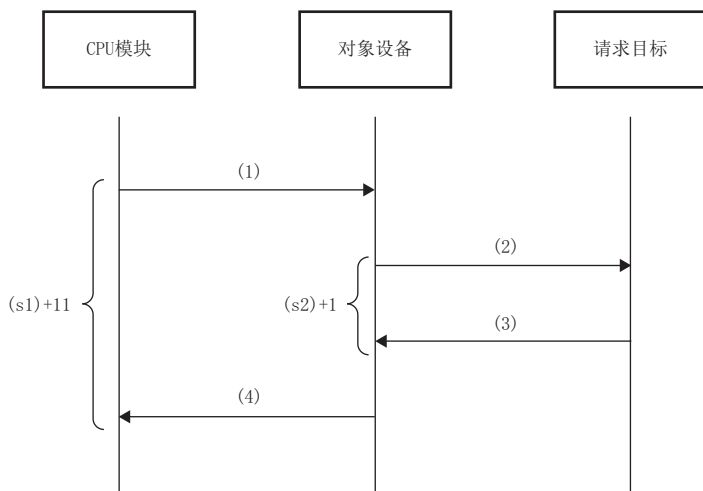 CPU模块
对象设备
请求目标
(1)
(2)
(s1)+11
(s2)+1
(3)
(4)